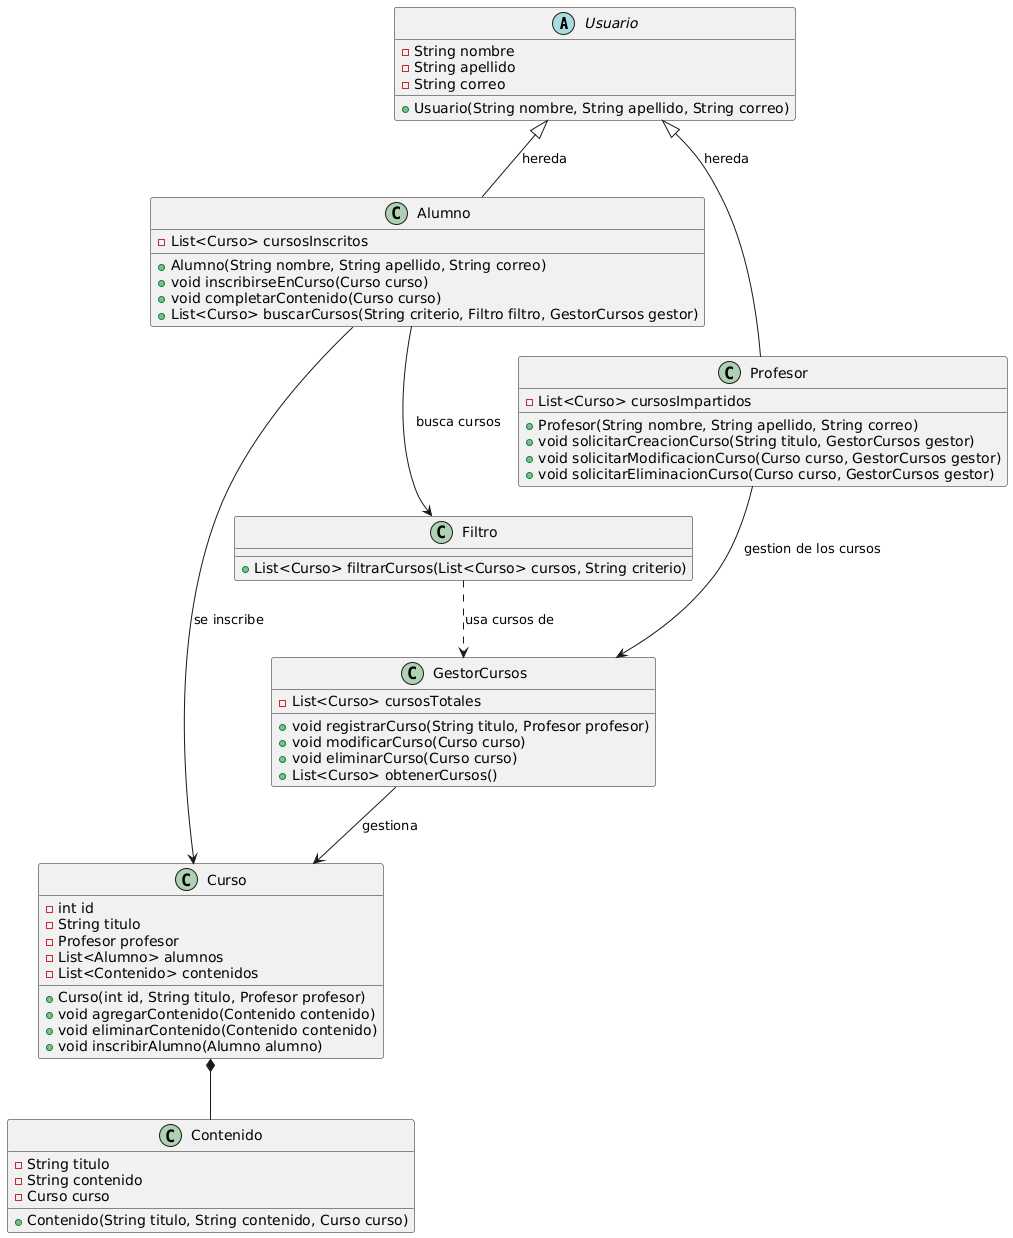 A Usuario
String nombre
String apellido
String correo
Usuario(String nombre, String apellido, String correo)
hereda
hereda
C Alumno
List<Curso> cursosInscritos
Alumno(String nombre, String apellido, String correo)
void inscribirseEnCurso(Curso curso)
void completarContenido(Curso curso)
List<Curso> buscarCursos(String criterio, Filtro filtro, GestorCursos gestor)
C Profesor
List<Curso> cursosImpartidos
Profesor(String nombre, String apellido, String correo)
void solicitarCreacionCurso(String titulo, GestorCursos gestor)
void solicitarModificacionCurso(Curso curso, GestorCursos gestor)
void solicitarEliminacionCurso(Curso curso, GestorCursos gestor)
busca cursos
C Filtro
List<Curso> filtrarCursos(List<Curso> cursos, String criterio)
gestion de los cursos
se inscribe
usa cursos de
C GestorCursos
List<Curso> cursosTotales
void registrarCurso(String titulo, Profesor profesor)
void modificarCurso(Curso curso)
void eliminarCurso(Curso curso)
List<Curso> obtenerCursos()
gestiona
C Curso
int id
String titulo
Profesor profesor
List<Alumno> alumnos
List<Contenido> contenidos
Curso(int id, String titulo, Profesor profesor)
void agregarContenido(Contenido contenido)
void eliminarContenido(Contenido contenido)
void inscribirAlumno(Alumno alumno)
C Contenido
String titulo
String contenido
Curso curso
Contenido(String titulo, String contenido, Curso curso)